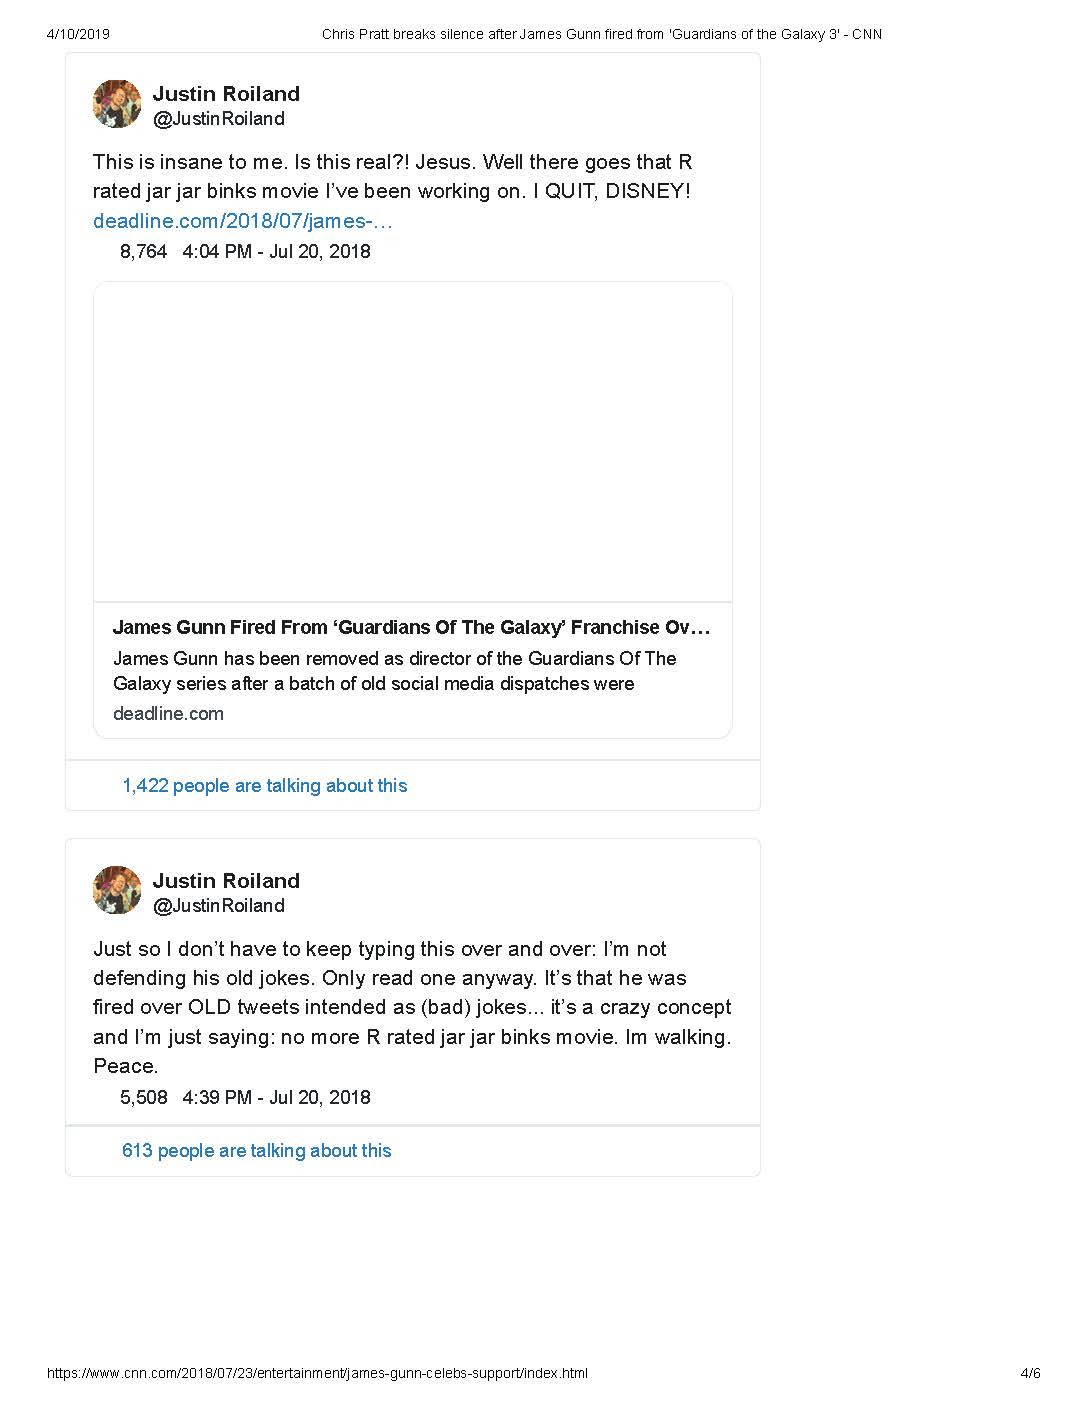 4/10/2019 Chris Pratt breaks silence after James Gunn fired from 'Guardians of the Galaxy 3' - CNN
Justin Roiland
@JustinRoiland
This is insane to me. Is this real?! Jesus. Well there goes that R
rated jar jar binks movie I’ve been working on. I QUIT, DISNEY!
deadline.com/2018/07/james-…
8,764 4:04 PM - Jul 20, 2018
James Gunn Fired From ‘Guardians Of The Galaxy’ Franchise Ov…
James Gunn has been removed as director of the Guardians Of The
Galaxy series after a batch of old social media dispatches were
deadline.com
1,422 people are talking about this
Justin Roiland
@JustinRoiland
Just so I don’t have to keep typing this over and over: I’m not
defending his old jokes. Only read one anyway. It’s that he was
fired over OLD tweets intended as (bad) jokes... it’s a crazy concept
and I’m just saying: no more R rated jar jar binks movie. Im walking.
Peace.
5,508 4:39 PM - Jul 20, 2018
613 people are talking about this
https://www.cnn.com/2018/07/23/entertainment/james-gunn-celebs-support/index.html 4/6